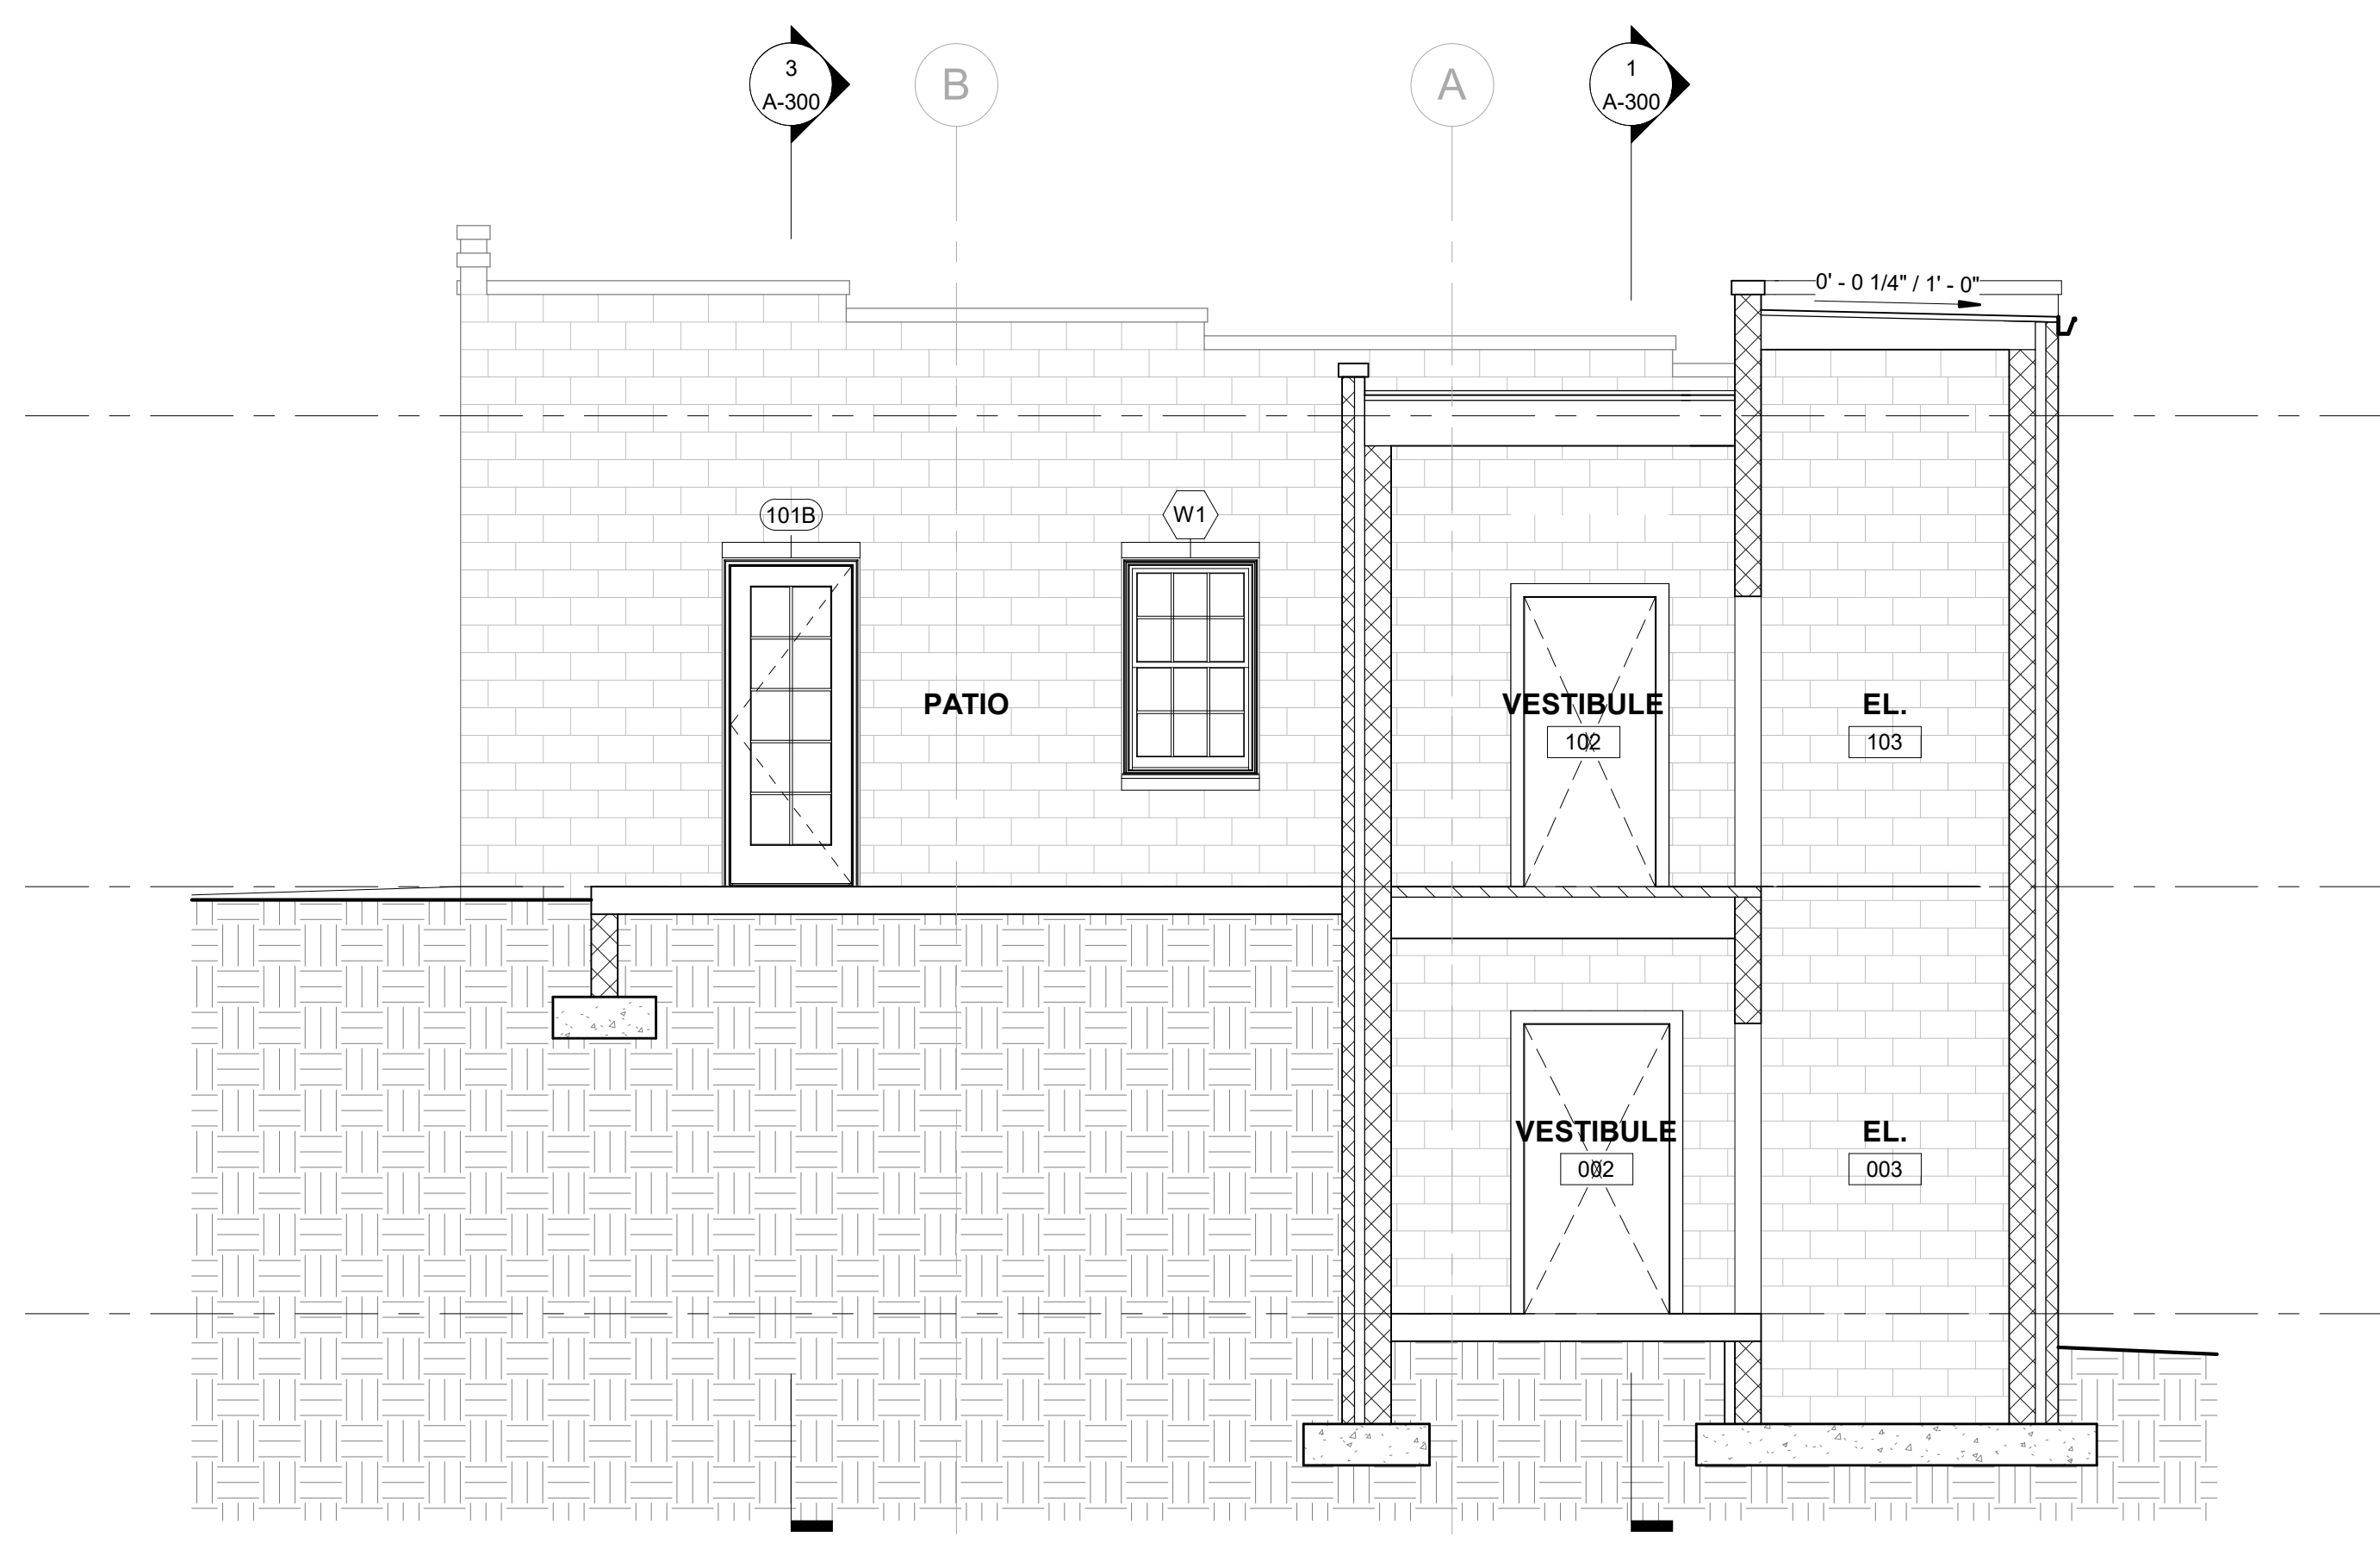 3
A-300
B
A
1
A-300
0' - 0 1/4" / 1' - 0"
101B
W1
PATIO
VESTIBULE
102
EL.
103
VESTIBULE
002
EL.
003